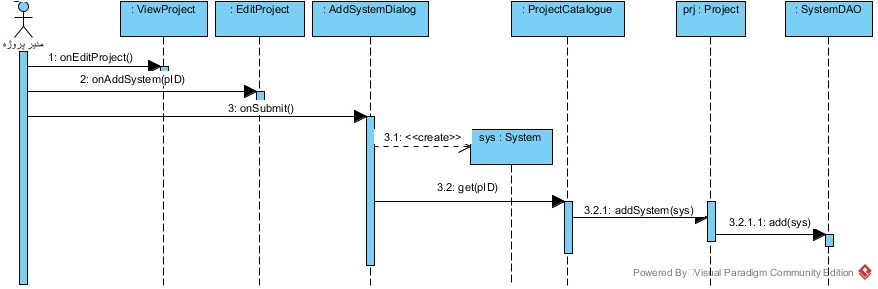 : ViewProject
: EditProject
: AddSystemDialog
: ProjectCatalogue
prj : Project
: SystemDAO
مدیر پروژه
1: onEditProject()
2: onAddSystem(pID)
3: onSubmit()
3.1: <<create>>
sys : System
3.2: get(pID)
3.2.1: addSystem(sys)
3.2.1.1: add(sys)
Powered By Visual Paradigm Community Edition